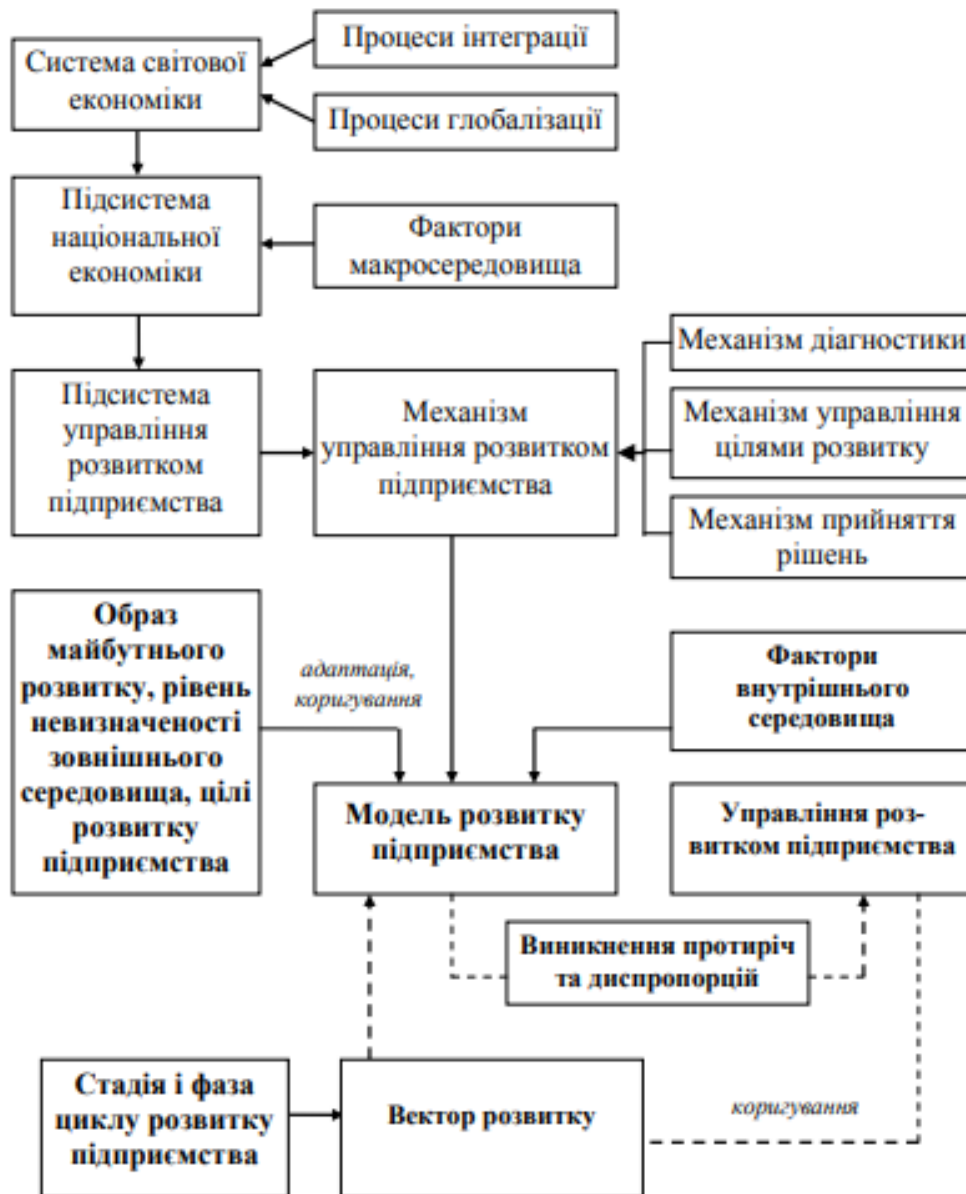 Процеси інтеграції
Система світової
економіки
Процеси глобалізації
Підсистема
національної
економіки
Фактори
макросередовища
Механізм діагностики
Підсистема
управління
розвитком
підприємства
Механізм
управління розвитком
підприємства
Механізм управління
цілями розвитку
Механізм прийняття
рішень
Образ
майбутнього
розвитку, рівень
невизначеності
зовнішнього
середовища, цілі
розвитку
підприємства
адаптація,
коригування
Фактори
внутрішнього
середовища
Модель розвитку
підприємства
Управління роз-
витком підприємства
Виникнення протиріч
та диспропорцій
Стадія і фаза
циклу розвитку
підприємства
Вектор розвитку
коригування